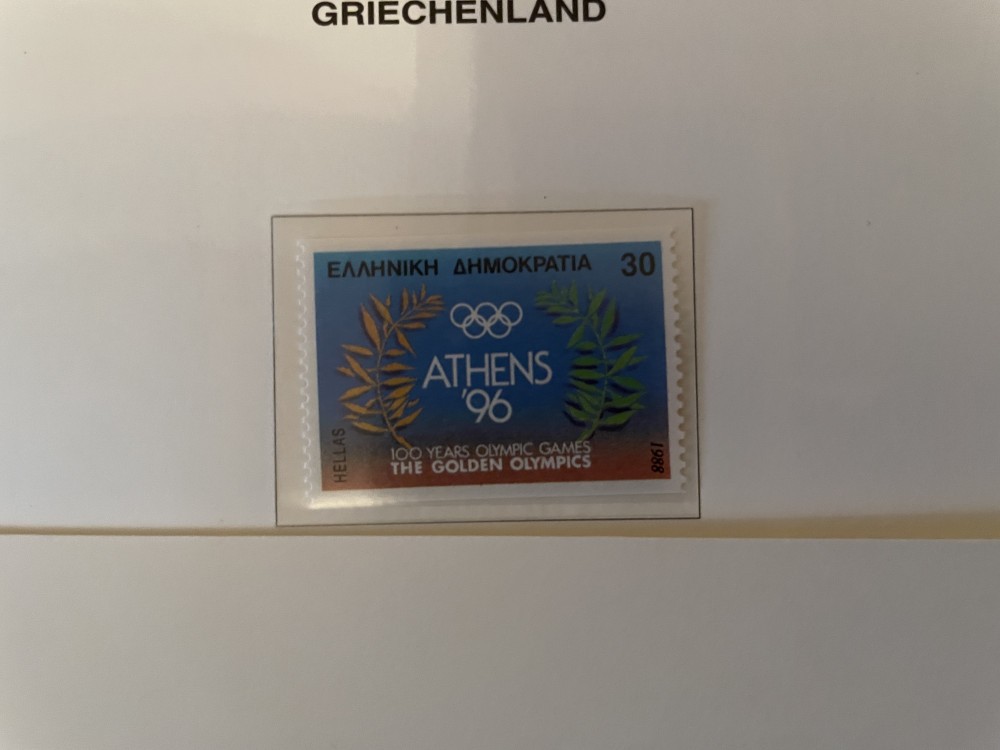 GRIECHENLAND
ΕΛΛΗΝΙΚΗ ΔΗΜΟΚΡΑΤΙΑ 30
ATHENS
'96
HELLAS
100 YEARS OLYMPIC GAMES
THE GOLDEN OLYMPICS
1988